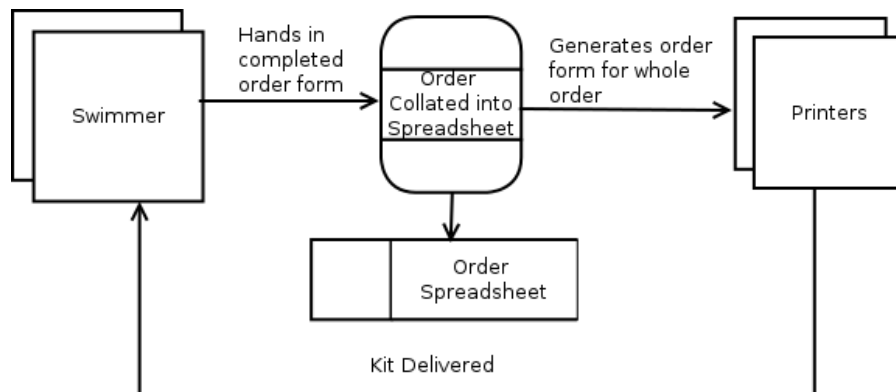 Swimmer
Hands in
completed
order form
Order
Collated into
Spreadsheet
Generates order
form for whole
order
Printers
Order
Spreadsheet
Kit Delivered